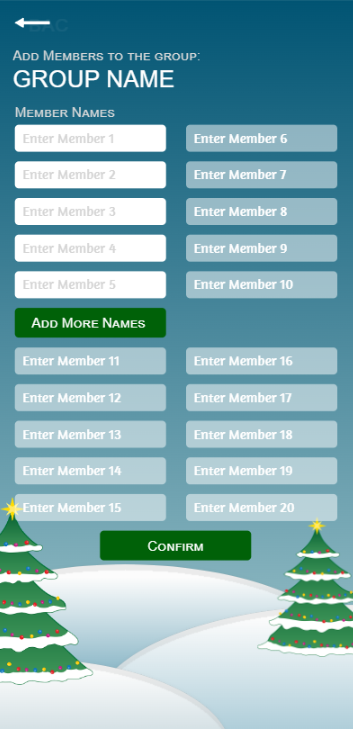 BAC
Add Members to the group:
GROUP NAME
Member Names
Enter Member 1
Enter Member 6
Enter Member 2
Enter Member 7
Enter Member 3
Enter Member 8
Enter Member 4
Enter Member 9
Enter Member 5
Enter Member 10
Add More Names
Enter Member 11
Enter Member 16
Enter Member 12
Enter Member 17
Enter Member 13
Enter Member 18
Enter Member 14
Enter Member 19
Enter Member 15
Enter Member 20
Confirm